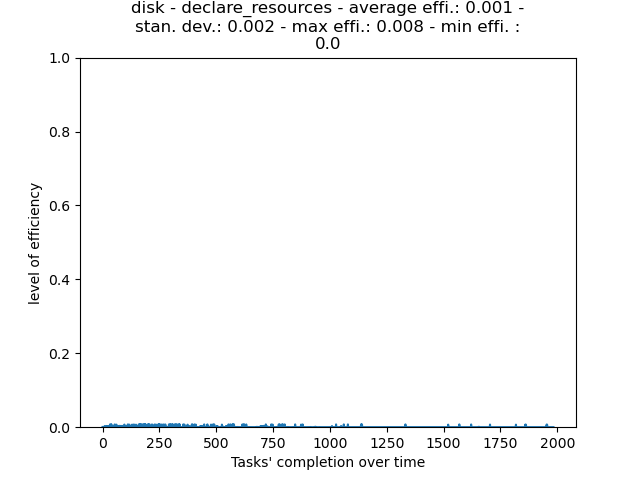 disk - declare_resources - average effi.: 0.001 -
stan. dev.: 0.002 - max effi.: 0.008 - min effi. :
0.0
1.0
0.8
0.6
0.4
0.2
0.0
level of efficiency
0 250 500 750 1000 1250 1500 1750 2000
Tasks' completion over time